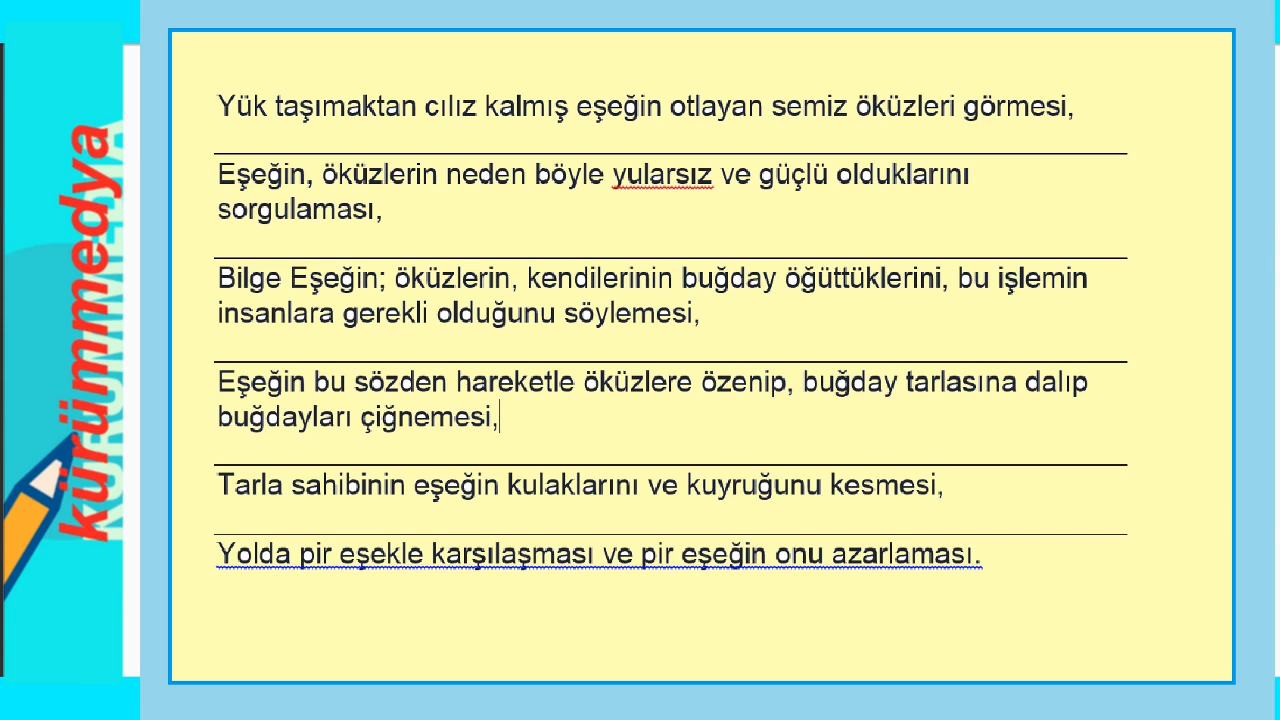 kürümmedya
KÜRÜMMEDYA
Yük taşımaktan cılız kalmış eşeğin otlayan semiz öküzleri görmesi,
Eşeğin, öküzlerin neden böyle yularsız ve güçlü olduklarını
sorgulaması,
Bilge Eşeğin; öküzlerin, kendilerinin buğday öğüttüklerini, bu işlemin
insanlara gerekli olduğunu söylemesi,
Eşeğin bu sözden hareketle öküzlere özenip, buğday tarlasına dalıp
buğdayları çiğnemesi,
Tarla sahibinin eşeğin kulaklarını ve kuyruğunu kesmesi,
Yolda pir eşekle karşılaşması ve pir eşeğin onu azarlaması.